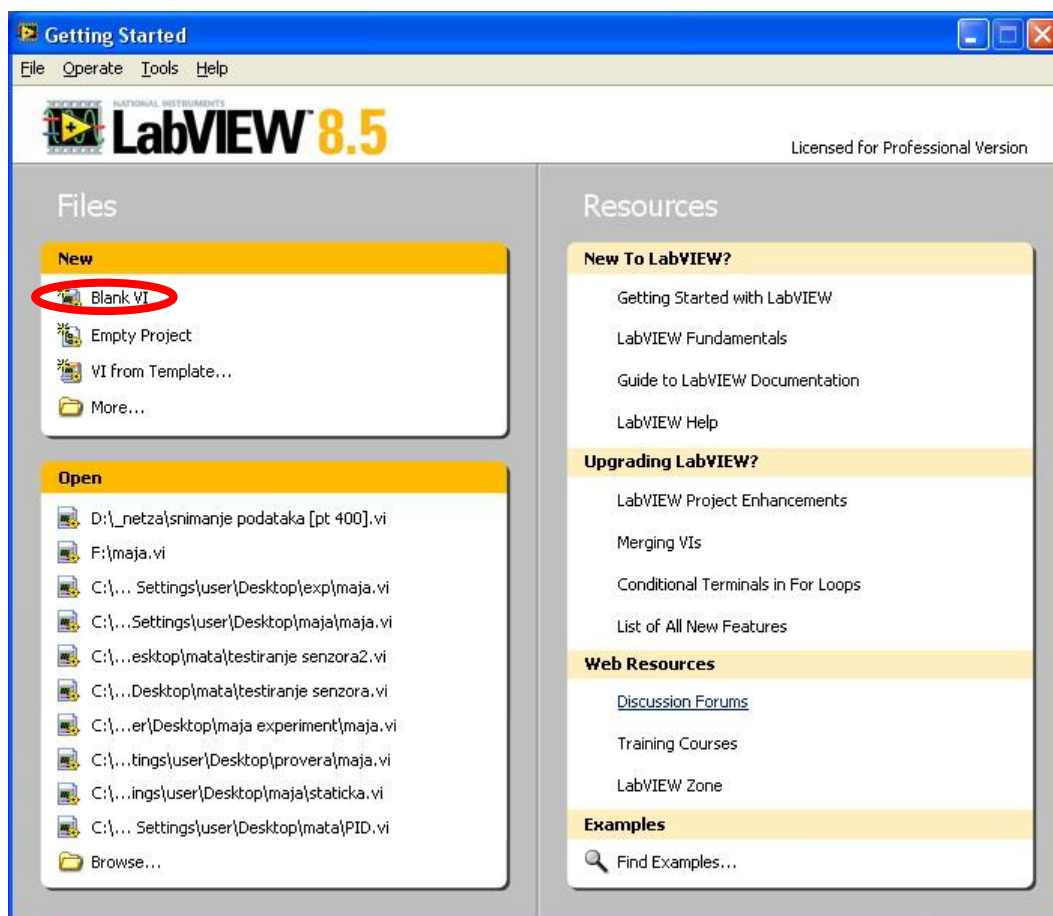 Getting Started
File Operate Tools Help
NATIONAL INSTRUMENTS
LabVIEW™ 8.5
Licensed for Professional Version
Files
New
Blank VI
Empty Project
VI from Template...
More...
Open
D:\_netza\snimanje podataka [pt 400].vi
F:\maja.vi
C:\... Settings\user\Desktop\exp\maja.vi
C:\...Settings\user\Desktop\maja\maja.vi
C:\...esktop\mata\testiranje senzora2.vi
C:\...Desktop\mata\testiranje senzora.vi
C:\...er\Desktop\maja experiment\maja.vi
C:\...tings\user\Desktop\provera\maja.vi
C:\...ings\user\Desktop\maja\staticka.vi
C:\... Settings\user\Desktop\mata\PID.vi
Browse...
Resources
New To LabVIEW?
Getting Started with LabVIEW
LabVIEW Fundamentals
Guide to LabVIEW Documentation
LabVIEW Help
Upgrading LabVIEW?
LabVIEW Project Enhancements
Merging VIs
Conditional Terminals in For Loops
List of All New Features
Web Resources
Discussion Forums
Training Courses
LabVIEW Zone
Examples
Find Examples...